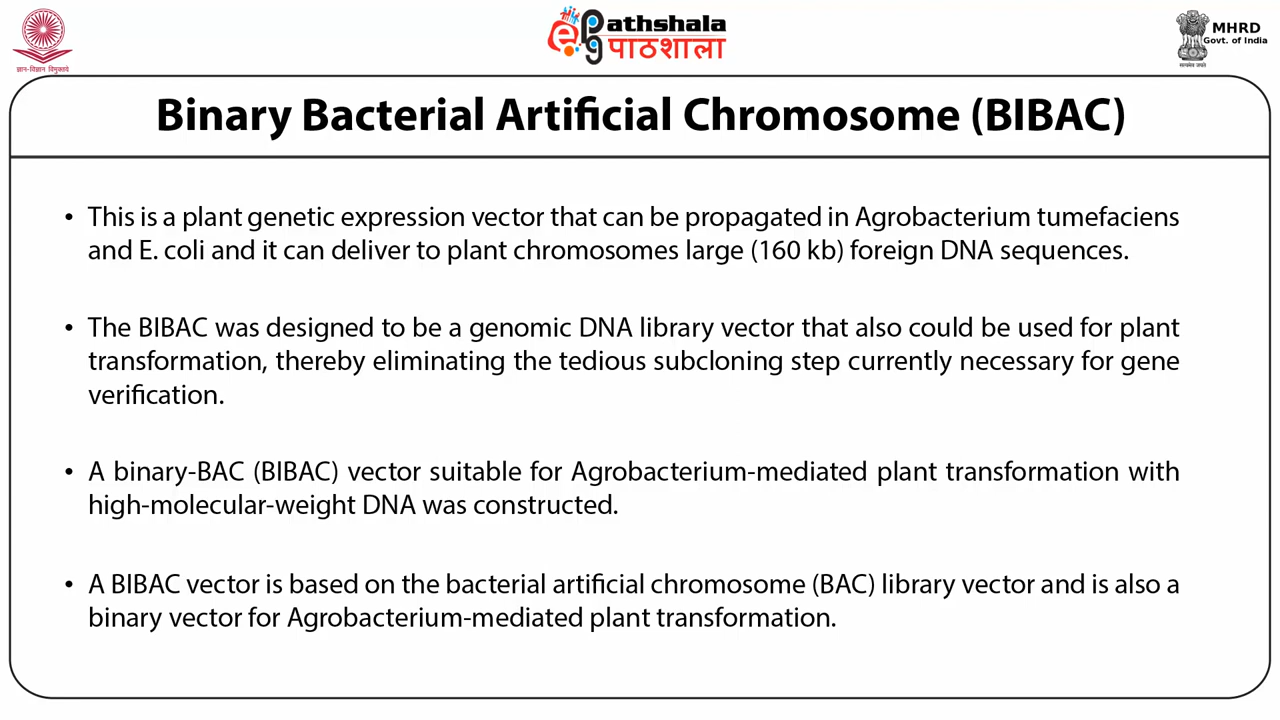 ज्ञान-विज्ञान विमुक्तये
ePathshala
पाठशाला
MHRD
Govt. of India
सत्यमेव जयते
Binary Bacterial Artificial Chromosome (BIBAC)
• This is a plant genetic expression vector that can be propagated in Agrobacterium tumefaciens
and E. coli and it can deliver to plant chromosomes large (160 kb) foreign DNA sequences.
• The BIBAC was designed to be a genomic DNA library vector that also could be used for plant
transformation, thereby eliminating the tedious subcloning step currently necessary for gene
verification.
• A binary-BAC (BIBAC) vector suitable for Agrobacterium-mediated plant transformation with
high-molecular-weight DNA was constructed.
• A BIBAC vector is based on the bacterial artificial chromosome (BAC) library vector and is also a
binary vector for Agrobacterium-mediated plant transformation.